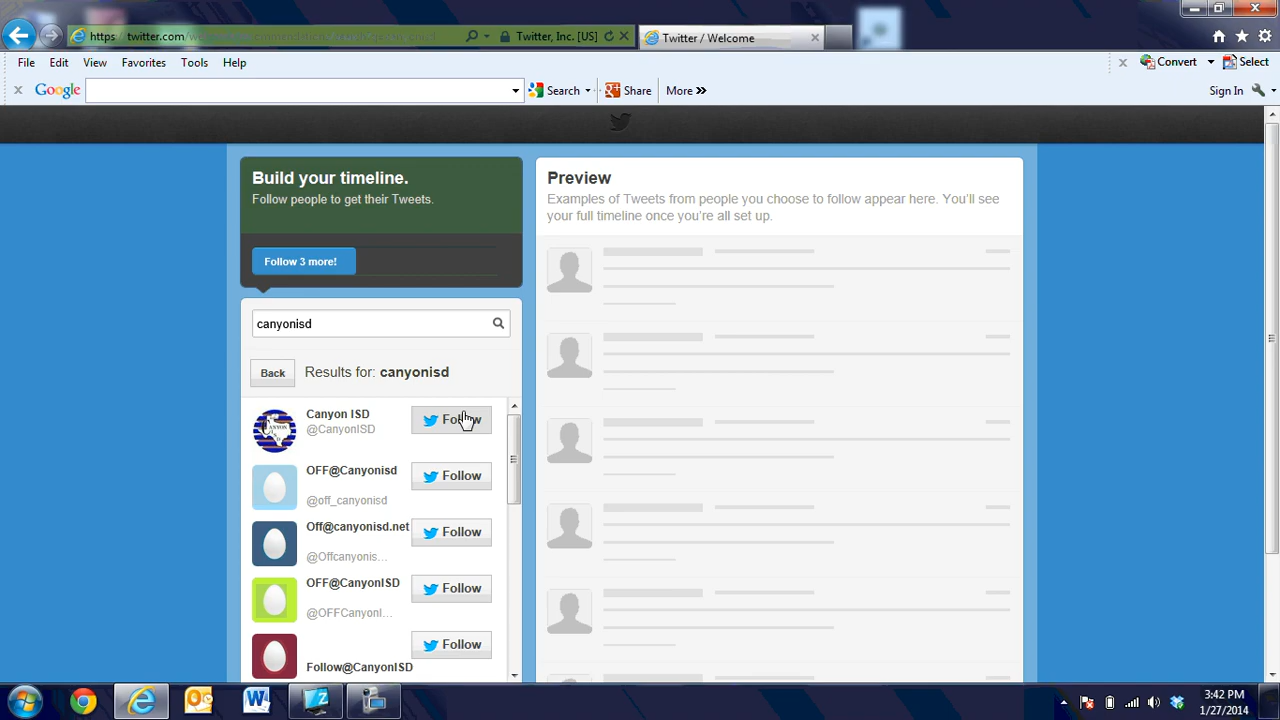 Twitter, Inc. [US]
Twitter / Welcome
File Edit View Favorites Tools Help
Convert Select
Google Search Share More » Sign In
Build your timeline.
Follow people to get their Tweets.
Follow 3 more!
canyonisd
Back Results for: canyonisd
Canyon ISD
@CanyonISD
Follow
OFF@Canyonisd
@off_canyonisd
Follow
Off@canyonisd.net
@Offcanyonis...
Follow
OFF@CanyonISD
@OFFCanyonI...
Follow
Follow@CanyonISD
Follow
Preview
Examples of Tweets from people you choose to follow appear here. You'll see
your full timeline once you're all set up.
3:42 PM
1/27/2014